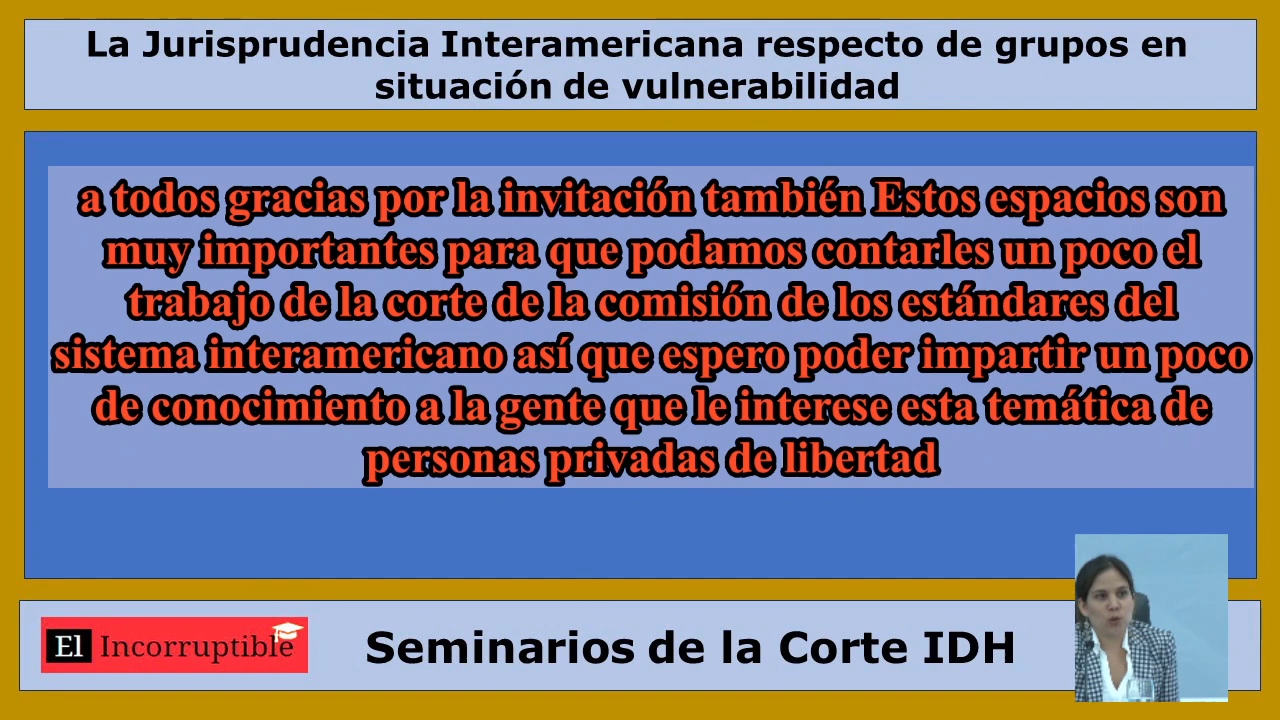 La Jurisprudencia Interamericana respecto de grupos en
situación de vulnerabilidad
a todos gracias por la invitación también Estos espacios son
muy importantes para que podamos contarles un poco el
trabajo de la corte de la comisión de los estándares del
sistema interamericano así que espero poder impartir un poco
de conocimiento a la gente que le interese esta temática de
personas privadas de libertad
El Incorruptible
Seminarios de la Corte IDH